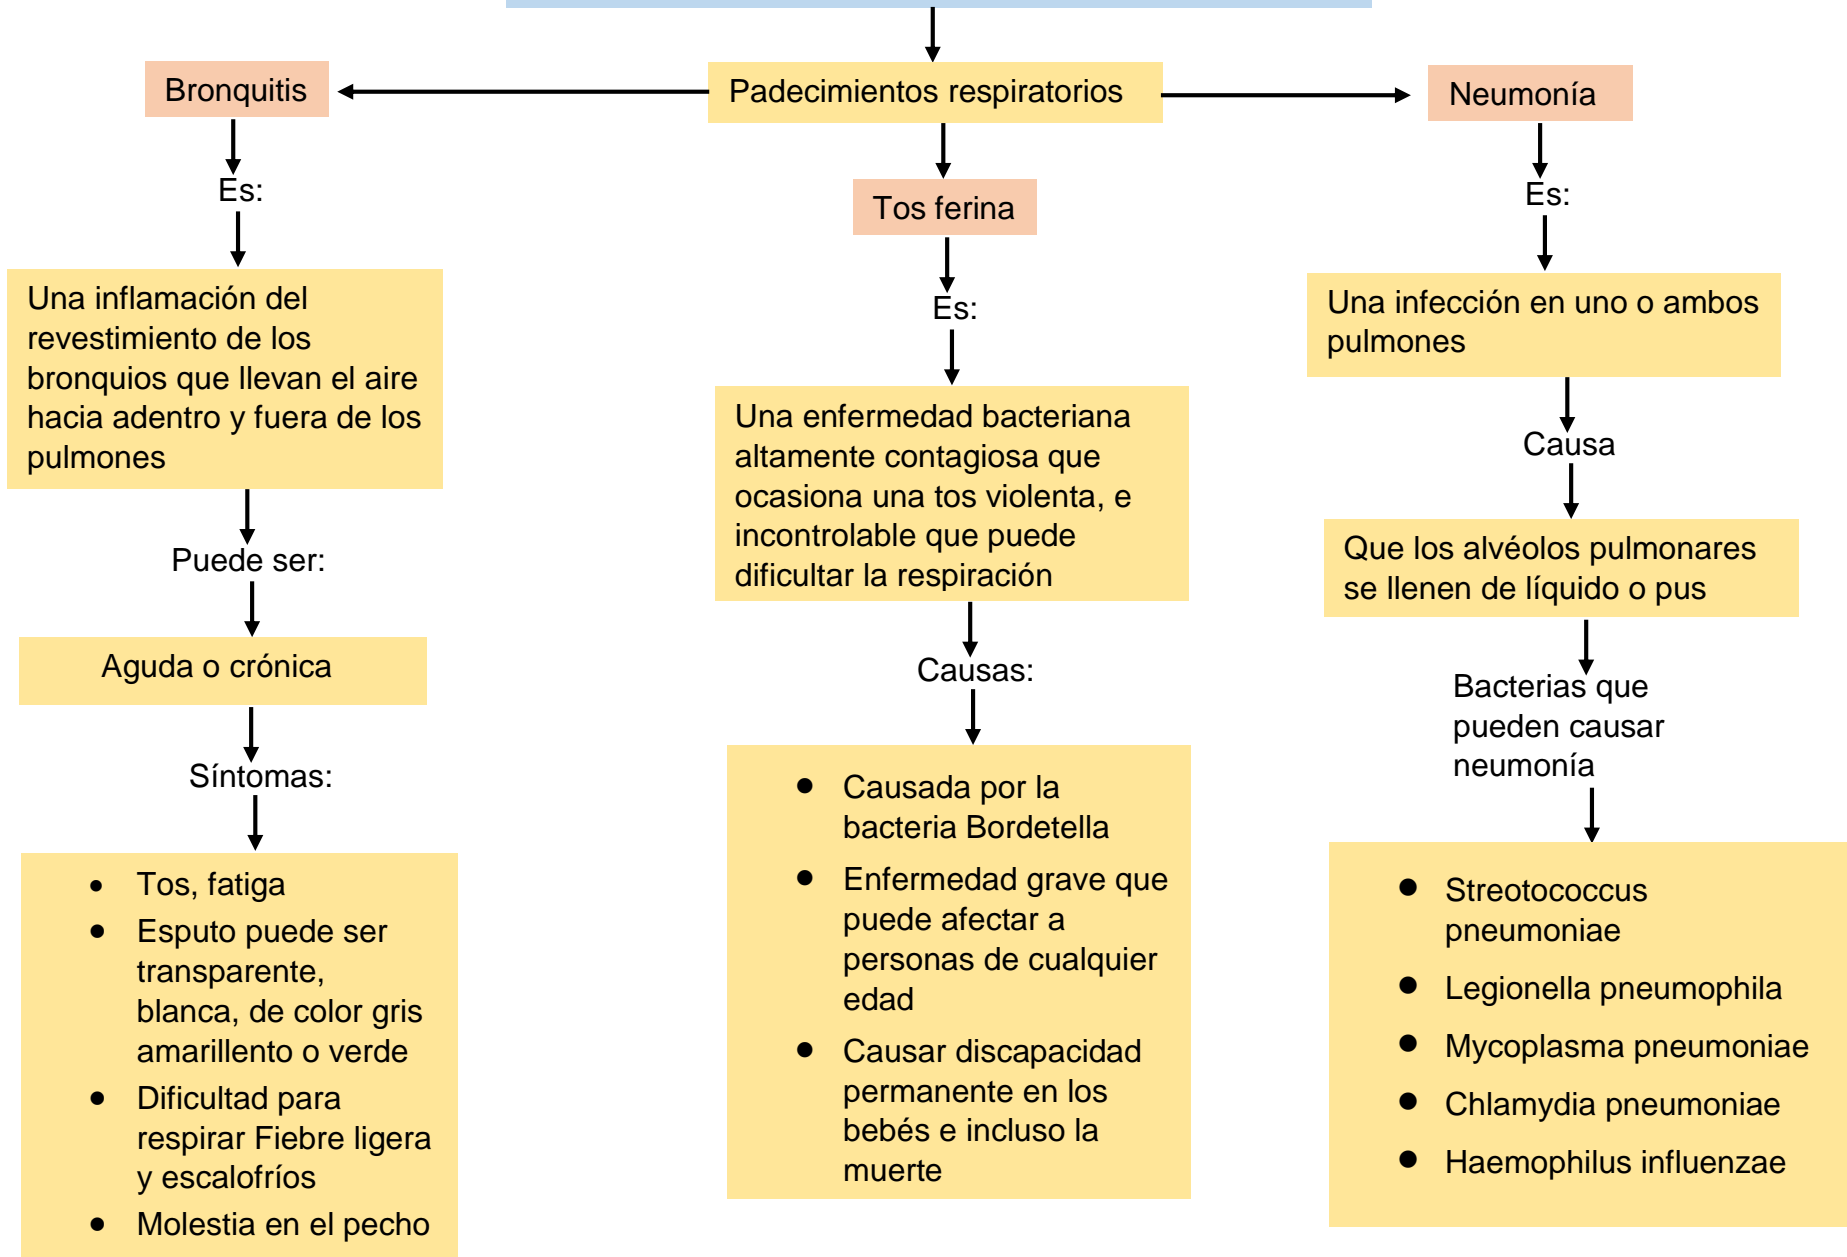 Padecimientos respiratorios
Bronquitis
Es:
Una inflamación del
revestimiento de los
bronquios que llevan el aire
hacia adentro y fuera de los
pulmones
Puede ser:
Aguda o crónica
Síntomas:
• Tos, fatiga
• Esputo puede ser
transparente,
blanca, de color gris
amarillento o verde
• Dificultad para
respirar Fiebre ligera
y escalofríos
• Molestia en el pecho
Tos ferina
Es:
Una enfermedad bacteriana
altamente contagiosa que
ocasiona una tos violenta, e
incontrolable que puede
dificultar la respiración
Causas:
• Causada por la
bacteria Bordetella
• Enfermedad grave que
puede afectar a
personas de cualquier
edad
• Causar discapacidad
permanente en los
bebés e incluso la
muerte
Neumonía
Es:
Una infección en uno o ambos
pulmones
Causa
Que los alvéolos pulmonares
se llenen de líquido o pus
Bacterias que
pueden causar
neumonía
• Streotococcus
pneumoniae
• Legionella pneumophila
• Mycoplasma pneumoniae
• Chlamydia pneumoniae
• Haemophilus influenzae